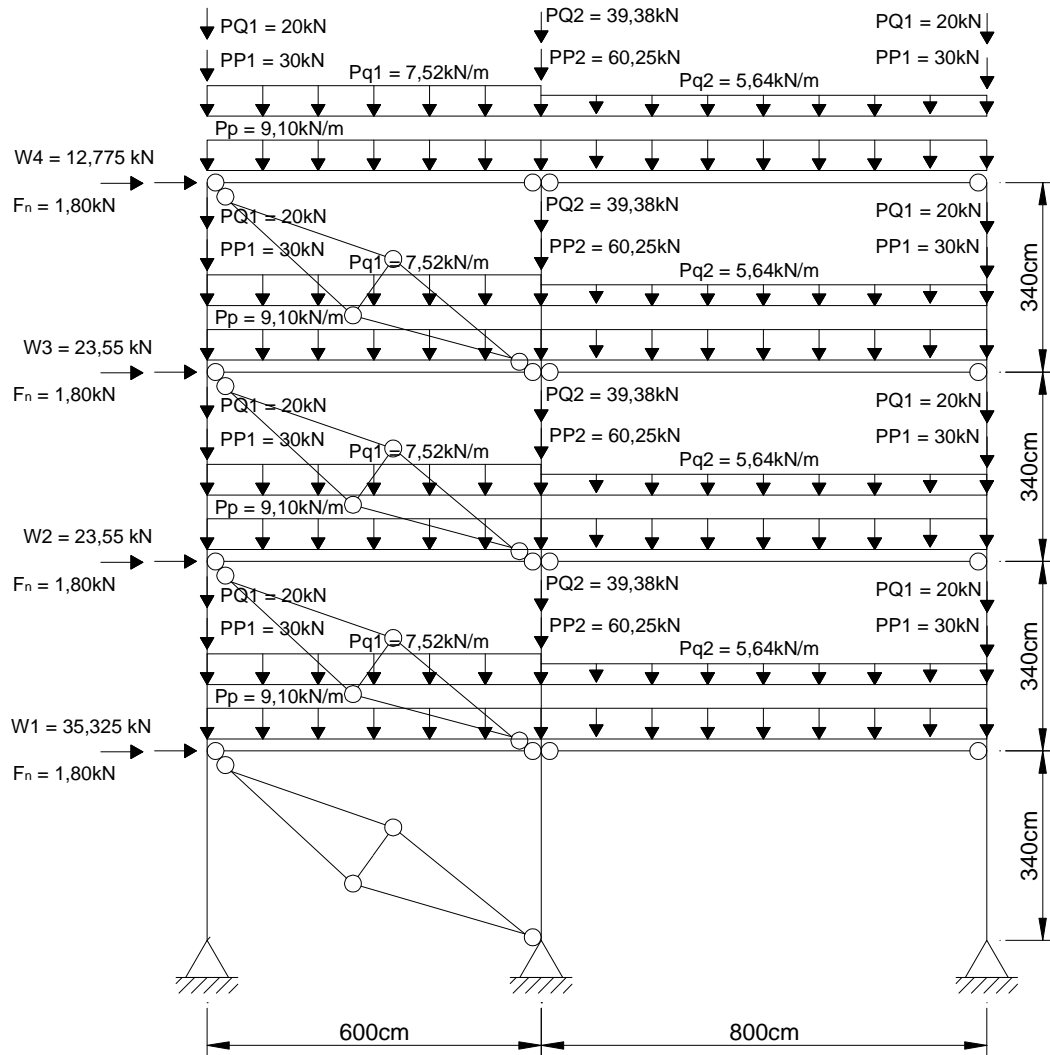 PQ1 = 20kN PQ2 = 39,38kN PQ1 = 20kN
PP1 = 30kN PP2 = 60,25kN PP1 = 30kN
Pq1 = 7,52kN/m Pq2 = 5,64kN/m
Pp = 9,10kN/m
W4 = 12,775 kN
Fn = 1,80kN
PQ1 = 20kN PQ2 = 39,38kN PQ1 = 20kN
PP1 = 30kN PP2 = 60,25kN PP1 = 30kN
Pq1 = 7,52kN/m Pq2 = 5,64kN/m
340cm
Pp = 9,10kN/m
W3 = 23,55 kN
Fn = 1,80kN
PQ1 = 20kN PQ2 = 39,38kN PQ1 = 20kN
PP1 = 30kN PP2 = 60,25kN PP1 = 30kN
Pq1 = 7,52kN/m Pq2 = 5,64kN/m
340cm
Pp = 9,10kN/m
W2 = 23,55 kN
Fn = 1,80kN
PQ1 = 20kN PQ2 = 39,38kN PQ1 = 20kN
PP1 = 30kN PP2 = 60,25kN PP1 = 30kN
Pq1 = 7,52kN/m Pq2 = 5,64kN/m
340cm
Pp = 9,10kN/m
W1 = 35,325 kN
Fn = 1,80kN
340cm
600cm 800cm